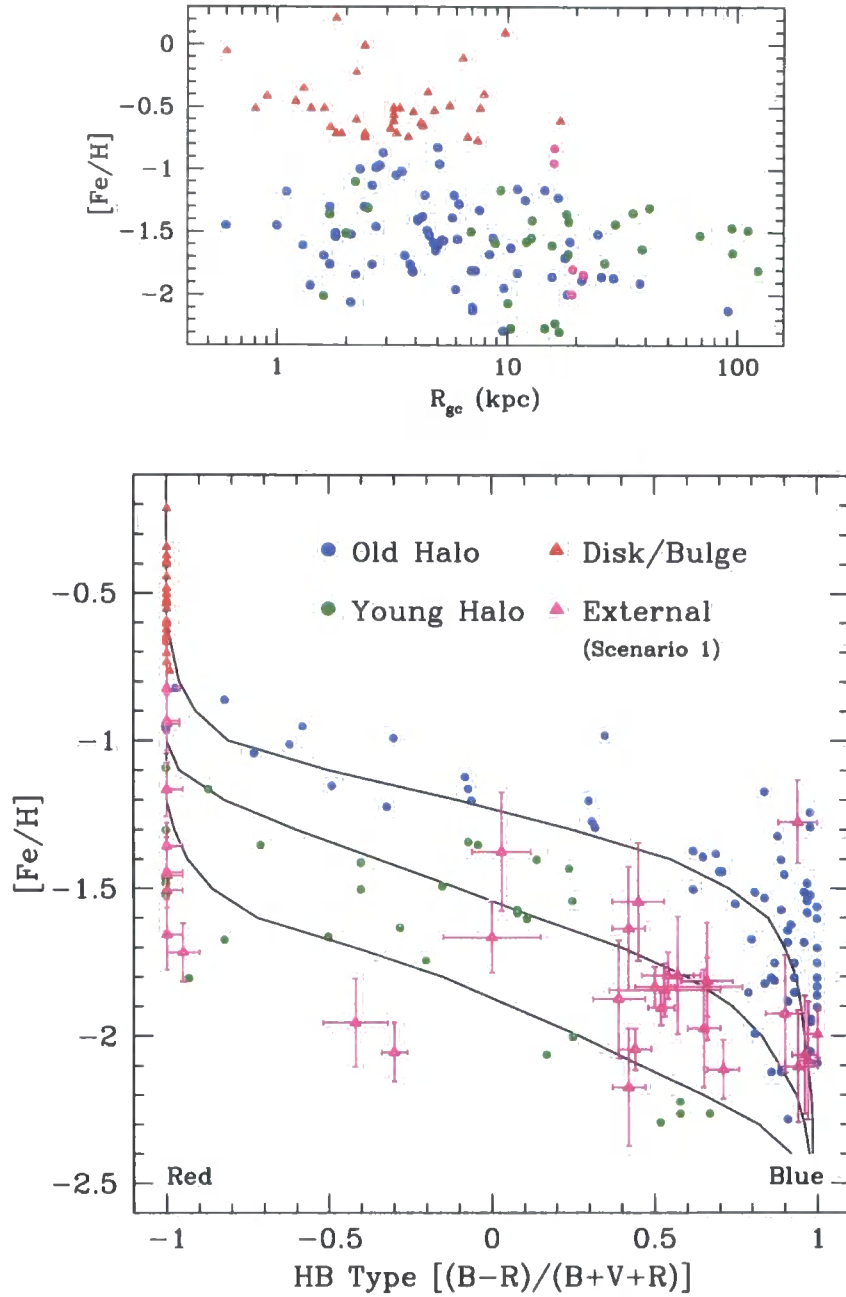 0
−0.5
−1
−1.5
−2
[Fe/H]
1
10
100
R_gc (kpc)
Old Halo
Disk/Bulge
Young Halo
External
(Scenario 1)
−0.5
−1
−1.5
−2
−2.5
[Fe/H]
Red
Blue
−1
−0.5
0
0.5
1
HB Type [(B−R)/(B+V+R)]